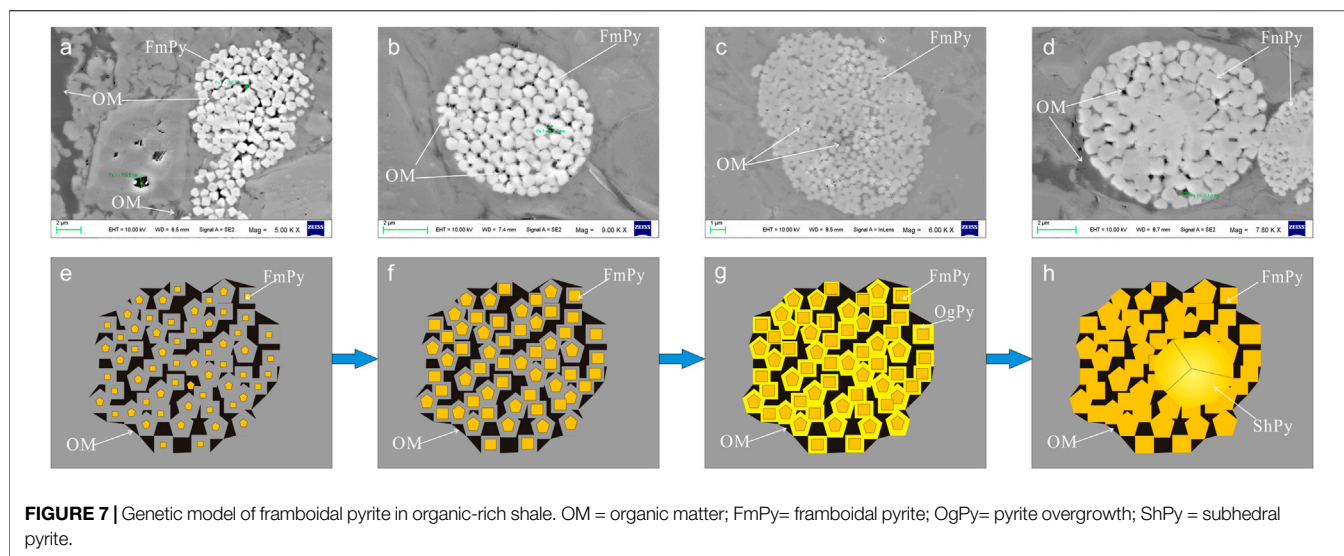 a
FmPy
OM
OM
2 µm
EHT = 10.00 kV WD = 6.5 mm Signal A = SE2 Mag = 5.00 K X
ZEISS
b
FmPy
OM
2 µm
EHT = 10.00 kV WD = 7.4 mm Signal A = SE2 Mag = 9.00 K X
ZEISS
c
FmPy
OM
1 µm
EHT = 10.00 kV WD = 8.5 mm Signal A = InLens Mag = 6.00 K X
ZEISS
d
FmPy
OM
2 µm
EHT = 10.00 kV WD = 8.7 mm Signal A = SE2 Mag = 7.80 K X
ZEISS
e
FmPy
OM
f
FmPy
OM
g
FmPy
OgPy
OM
h
FmPy
OM
ShPy
FIGURE 7 | Genetic model of framboidal pyrite in organic-rich shale. OM = organic matter; FmPy= framboidal pyrite; OgPy= pyrite overgrowth; ShPy = subhedral
pyrite.